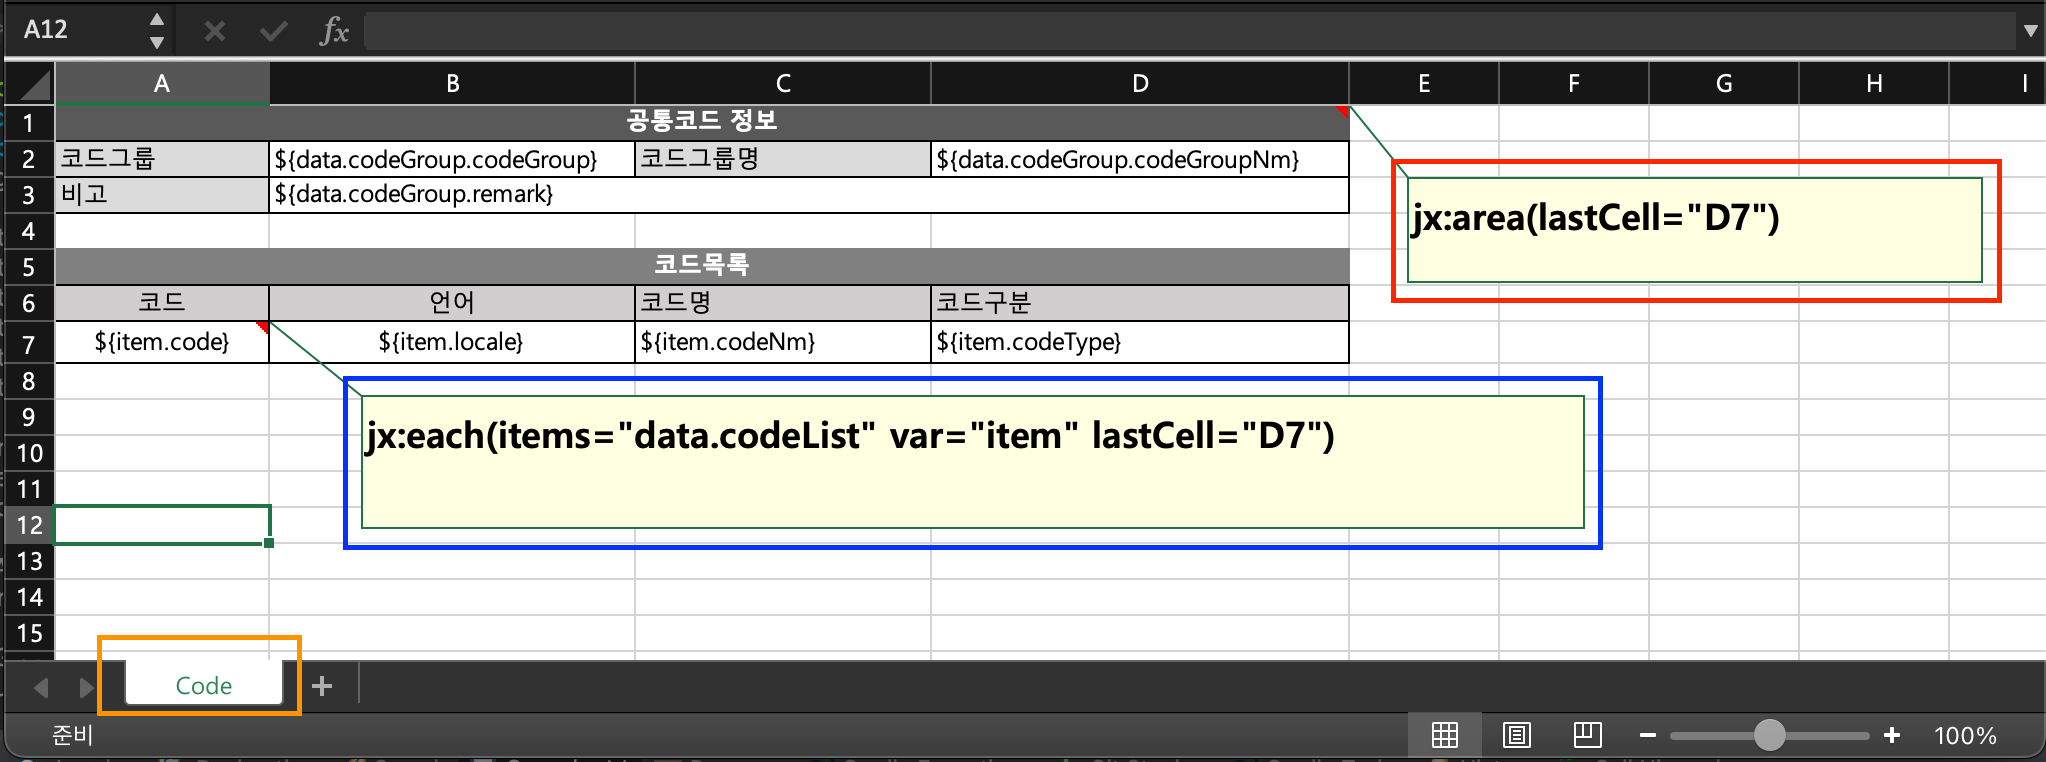 A12
fx
A B C D E F G H I
1 공통코드 정보
2 코드그룹 ${data.codeGroup.codeGroup} 코드그룹명 ${data.codeGroup.codeGroupNm}
3 비고 ${data.codeGroup.remark}
jx:area(lastCell="D7")
4
5 코드목록
6 코드 언어 코드명 코드구분
7 ${item.code} ${item.locale} ${item.codeNm} ${item.codeType}
8
9
jx:each(items="data.codeList" var="item" lastCell="D7")
10
11
12
13
14
15
Code
준비 100%